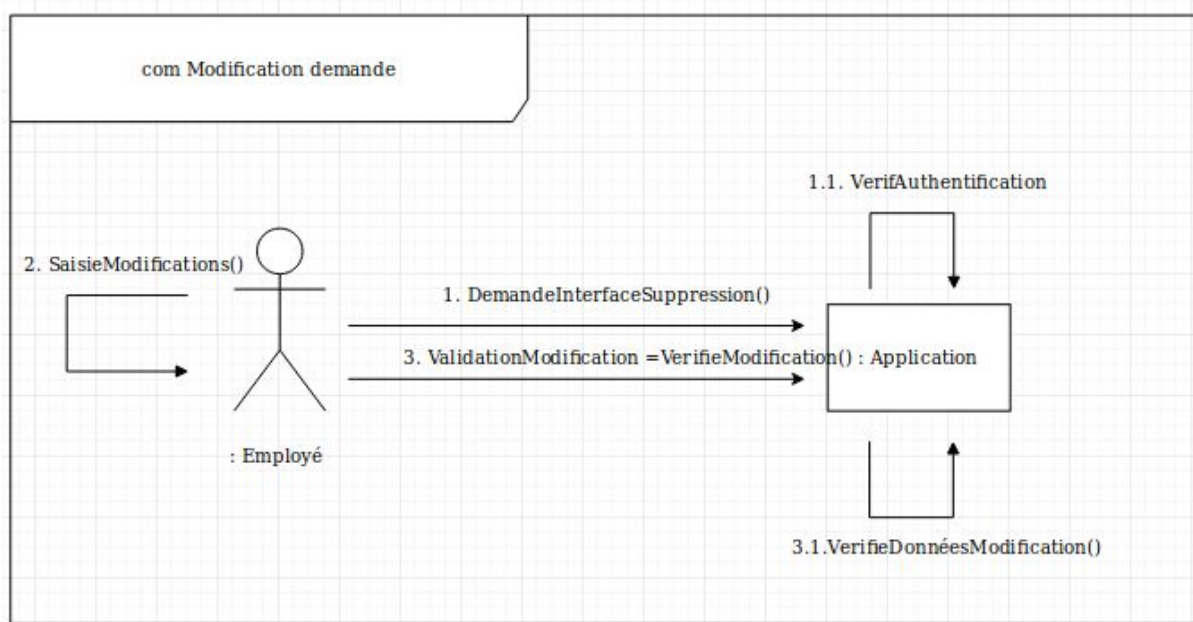 com Modification demande
1.1. VerifAuthentification
2. SaisieModifications()
1. DemandeInterfaceSuppression()
3. ValidationModification =VerifieModification() : Application
: Employé
3.1.VerifieDonnéesModification()